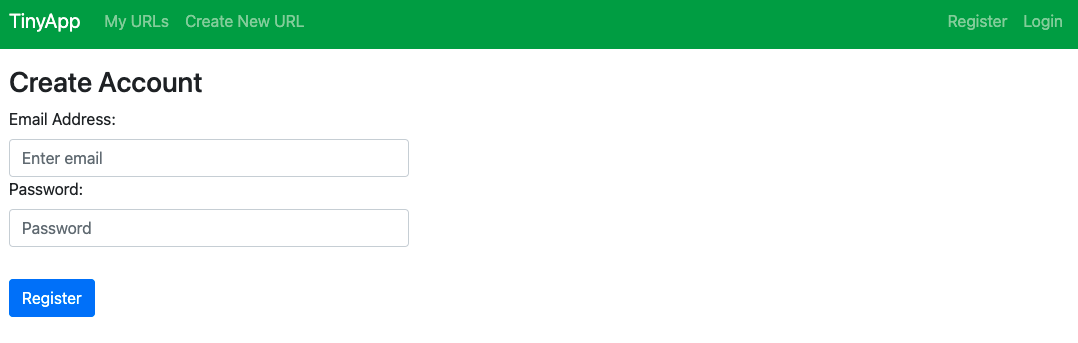 TinyApp My URLs Create New URL Register Login
Create Account
Email Address:
Enter email
Password:
Password
Register